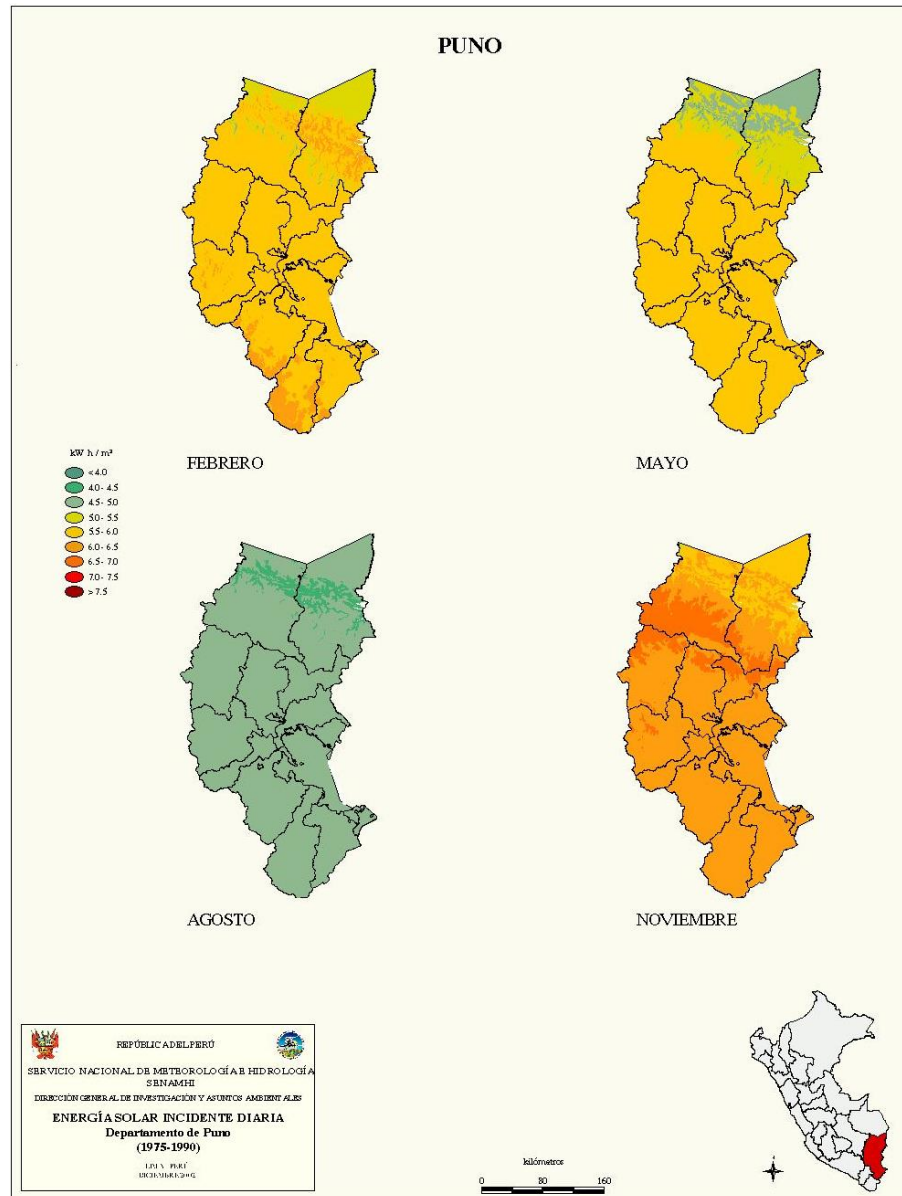 PUNO
FEBRERO
MAYO
kW h / m²
< 4.0
4.0 - 4.5
4.5 - 5.0
5.0 - 5.5
5.5 - 6.0
6.0 - 6.5
6.5 - 7.0
7.0 - 7.5
> 7.5
AGOSTO
NOVIEMBRE
REPÚBLICA DEL PERÚ
SERVICIO NACIONAL DE METEOROLOGÍA E HIDROLOGÍA
SENAMHI
DIRECCIÓN GENERAL DE INVESTIGACIÓN Y ASUNTOS AMBIENTALES
ENERGÍA SOLAR INCIDENTE DIARIA
Departamento de Puno
(1975-1990)
kilómetros
0 80 160